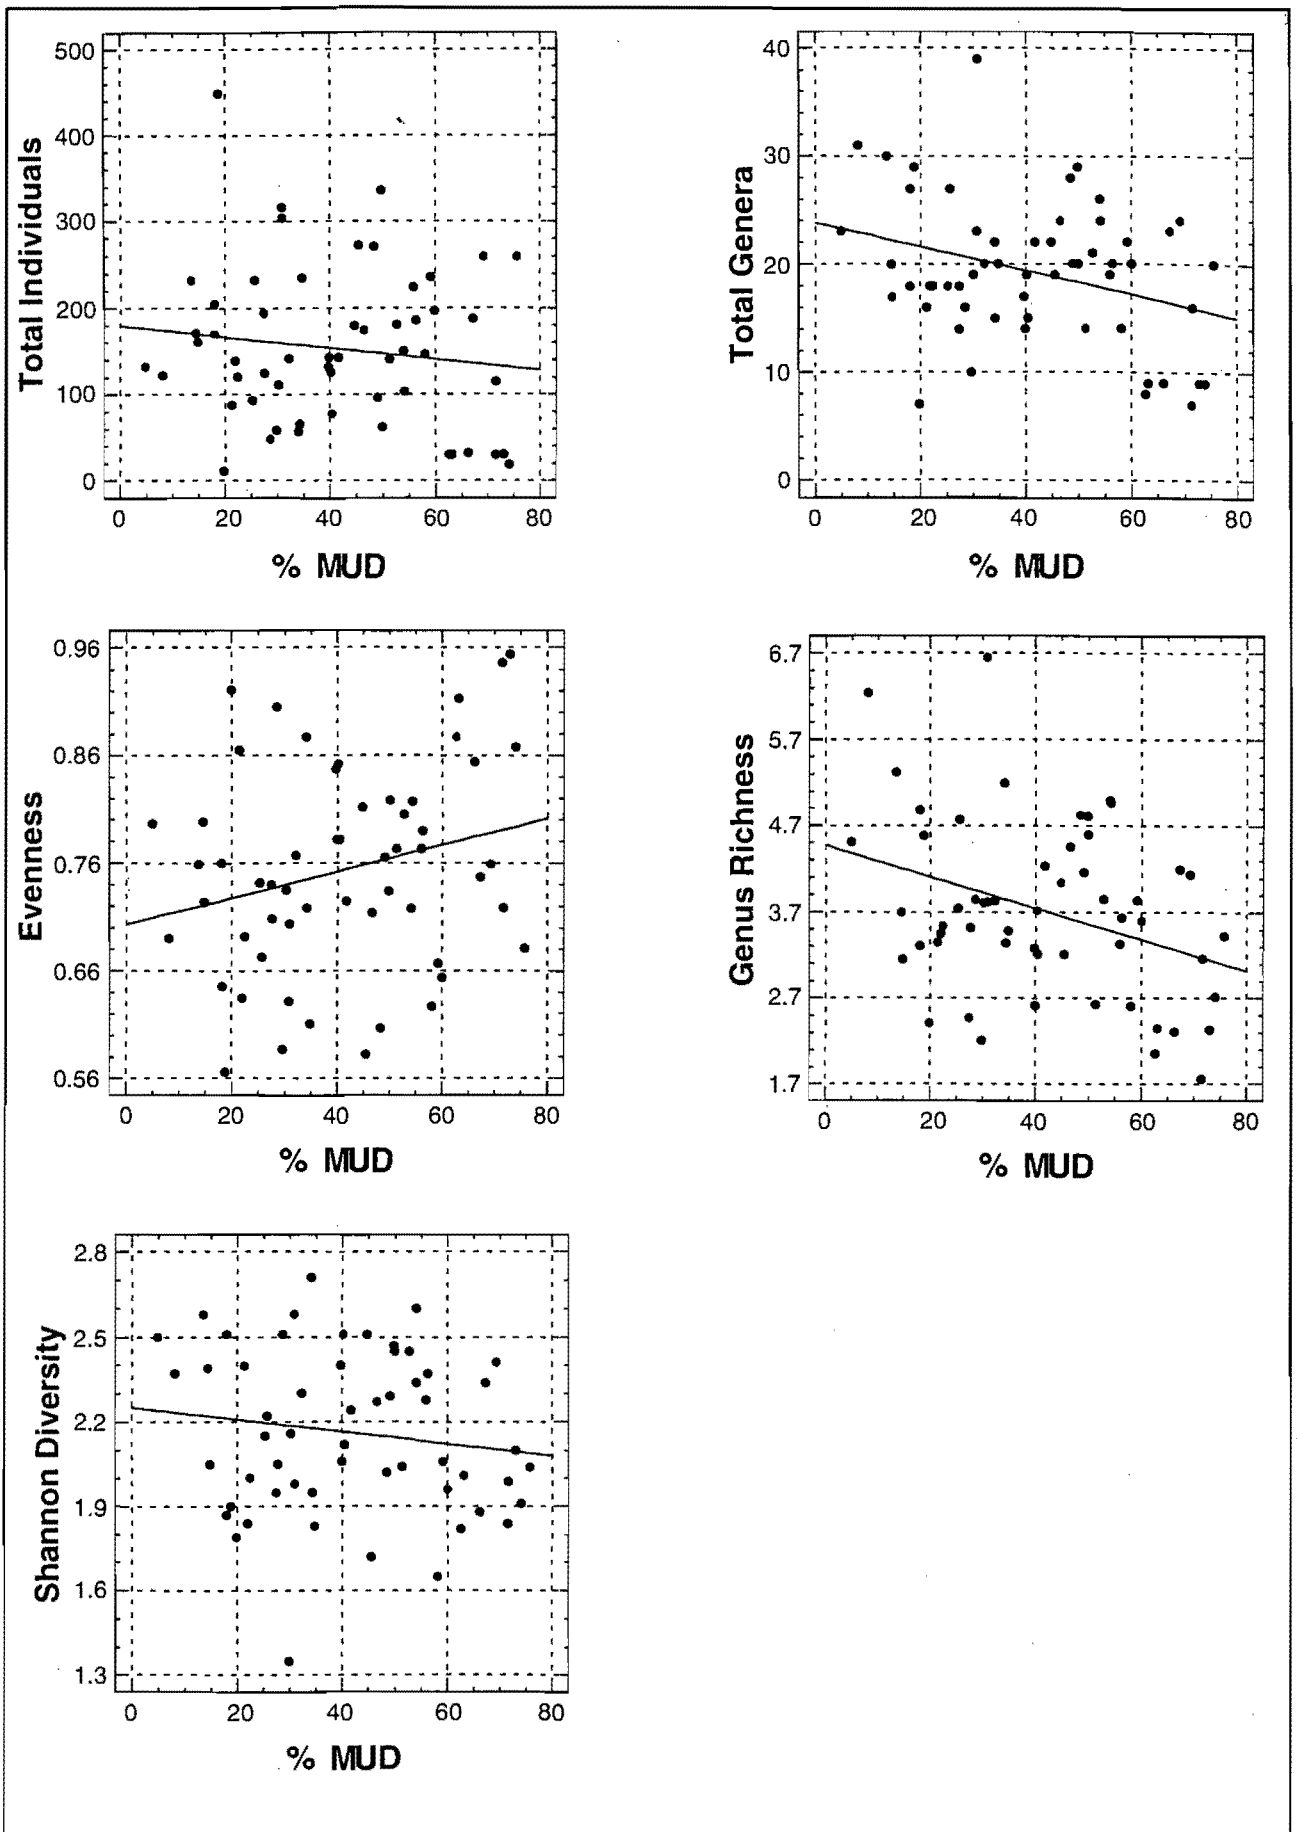 Total Individuals
500
400
300
200
100
0
0 20 40 60 80
% MUD
Total Genera
40
30
20
10
0
0 20 40 60 80
% MUD
Evenness
0.96
0.86
0.76
0.66
0.56
0 20 40 60 80
% MUD
Genus Richness
6.7
5.7
4.7
3.7
2.7
1.7
0 20 40 60 80
% MUD
Shannon Diversity
2.8
2.5
2.2
1.9
1.6
1.3
0 20 40 60 80
% MUD